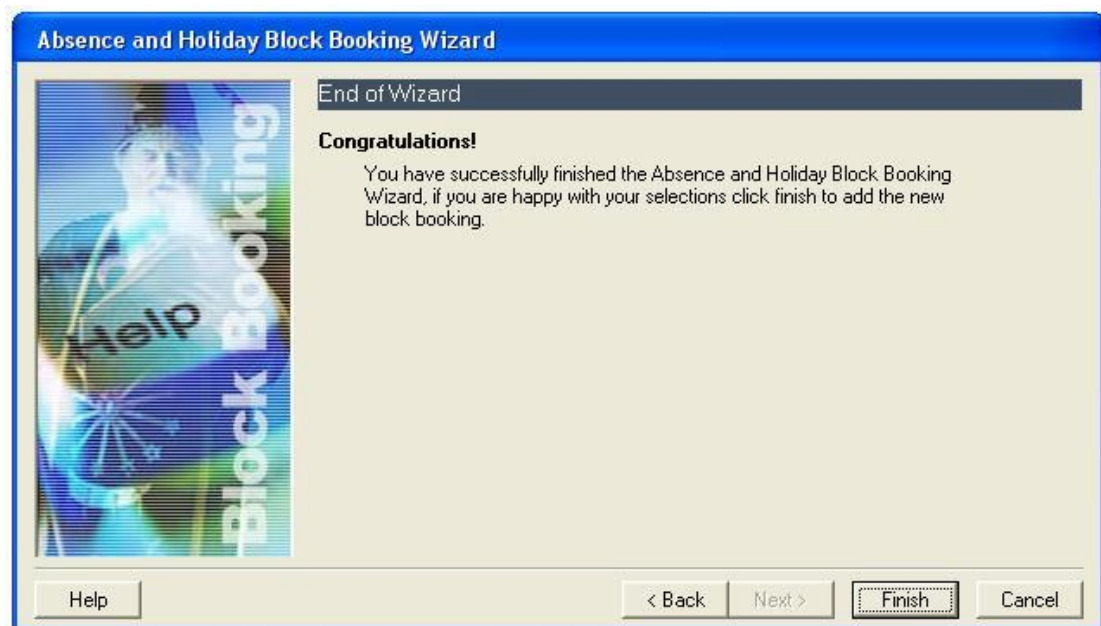 Absence and Holiday Block Booking Wizard
End of Wizard
Congratulations!
You have successfully finished the Absence and Holiday Block Booking
Wizard, if you are happy with your selections click finish to add the new
block booking.
Help
Block Booking
Help
< Back
Next >
Finish
Cancel